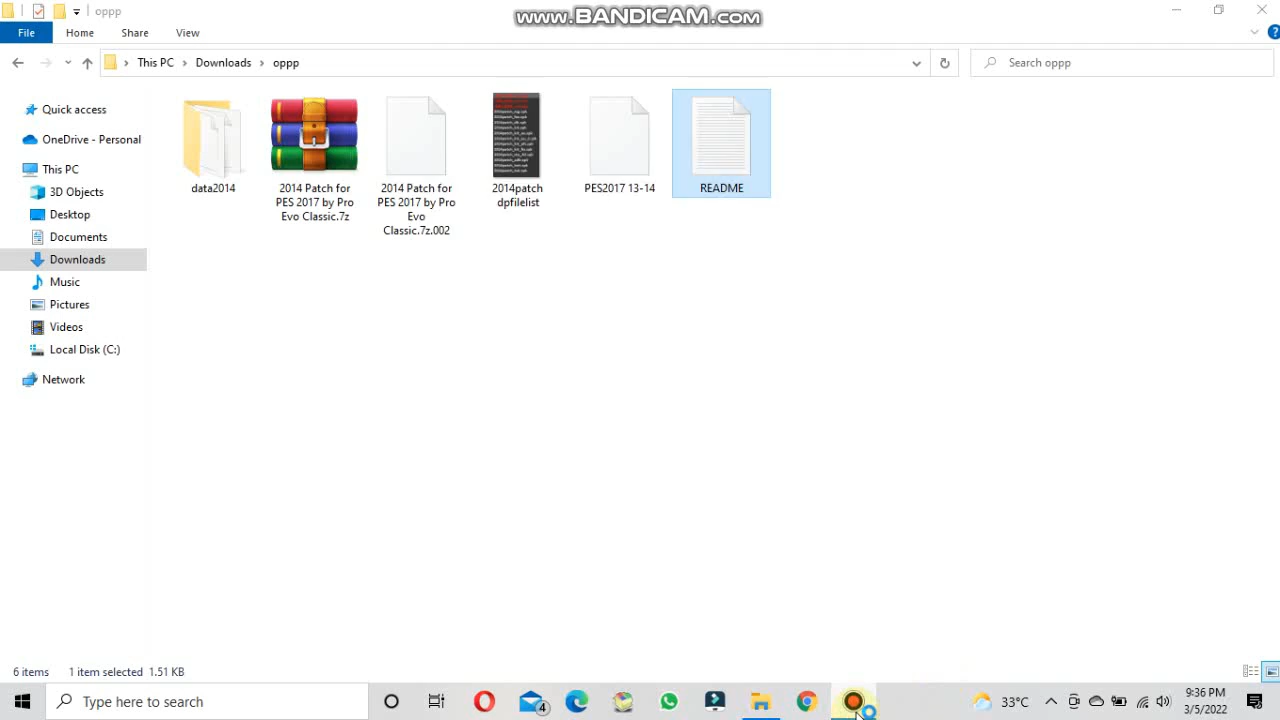 oppp
www.BANDICAM.com
File Home Share View
This PC Downloads oppp
Search oppp
Quick access
OneDrive - Personal
This PC
3D Objects
Desktop
Documents
Downloads
Music
Pictures
Videos
Local Disk (C:)
Network
data2014
2014 Patch for
PES 2017 by Pro
Evo Classic.7z
2014 Patch for
PES 2017 by Pro
Evo
Classic.7z.002
2014patch
dpfilelist
PES2017 13-14
README
6 items 1 item selected 1.51 KB
Type here to search
4
33°
9:36 PM
3/5/2022